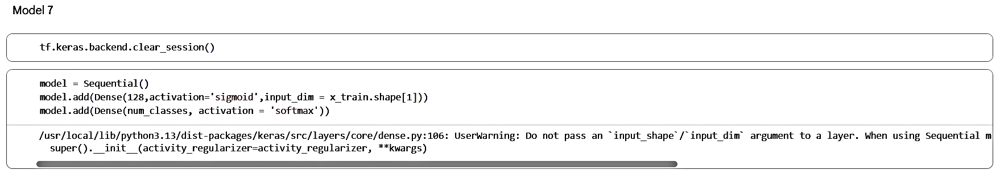 Model 7
tf.keras.backend.clear_session()
model = Sequential()
model.add(Dense(128,activation='sigmoid',input_dim = x_train.shape[1]))
model.add(Dense(num_classes, activation = 'softmax'))
/usr/local/lib/python3.13/dist-packages/keras/src/layers/core/dense.py:106: UserWarning: Do not pass an `input_shape`/`input_dim` argument to a layer. When using Sequential m
super().__init__(activity_regularizer=activity_regularizer, **kwargs)